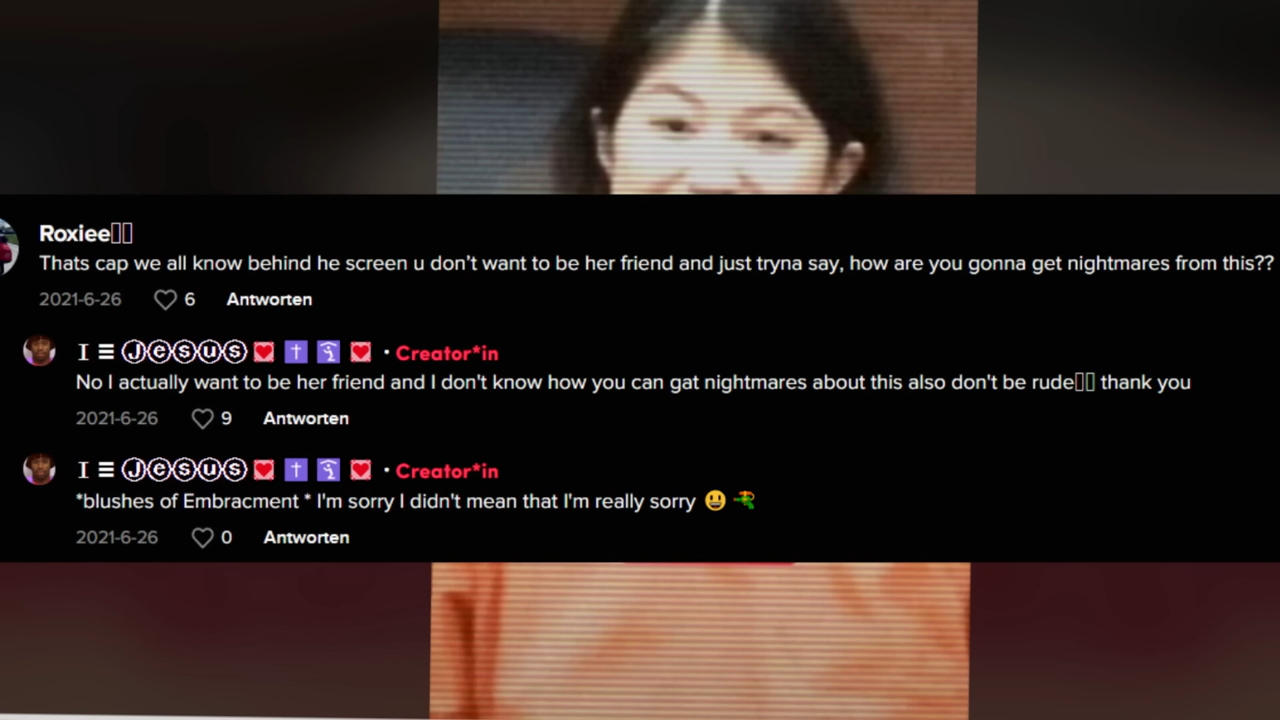 Roxiee
Thats cap we all know behind he screen u don't want to be her friend and just tryna say, how are you gonna get nightmares from this??
2021-6-26 6 Antworten
I ≡ Ⓙⓔⓢⓤⓢ 💟 ✝️ 🛐 💟 · Creator*in
No I actually want to be her friend and I don't know how you can gat nightmares about this also don't be rude thank you
2021-6-26 9 Antworten
I ≡ Ⓙⓔⓢⓤⓢ 💟 ✝️ 🛐 💟 · Creator*in
*blushes of Embracment * I'm sorry I didn't mean that I'm really sorry 😃 🔫
2021-6-26 0 Antworten